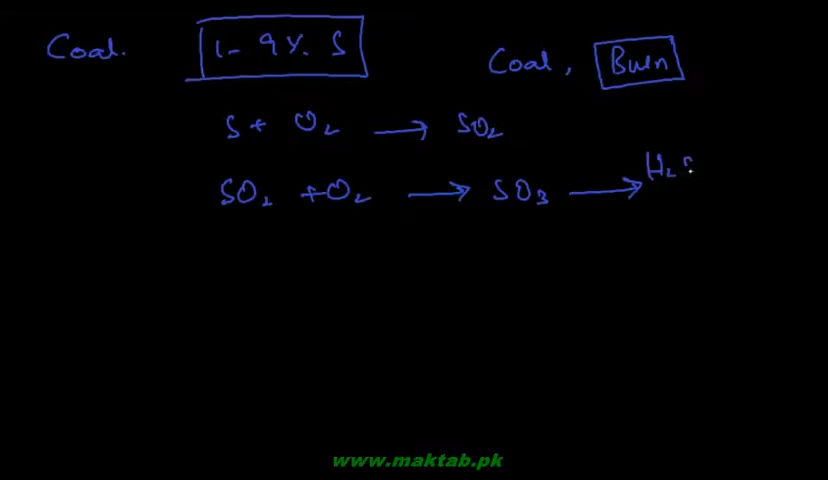 Coal. 1-9%. S
Coal, Burn
S + O₂ → SO₂
SO₂ + O₂ → SO₃ → H₂
www.maktab.pk